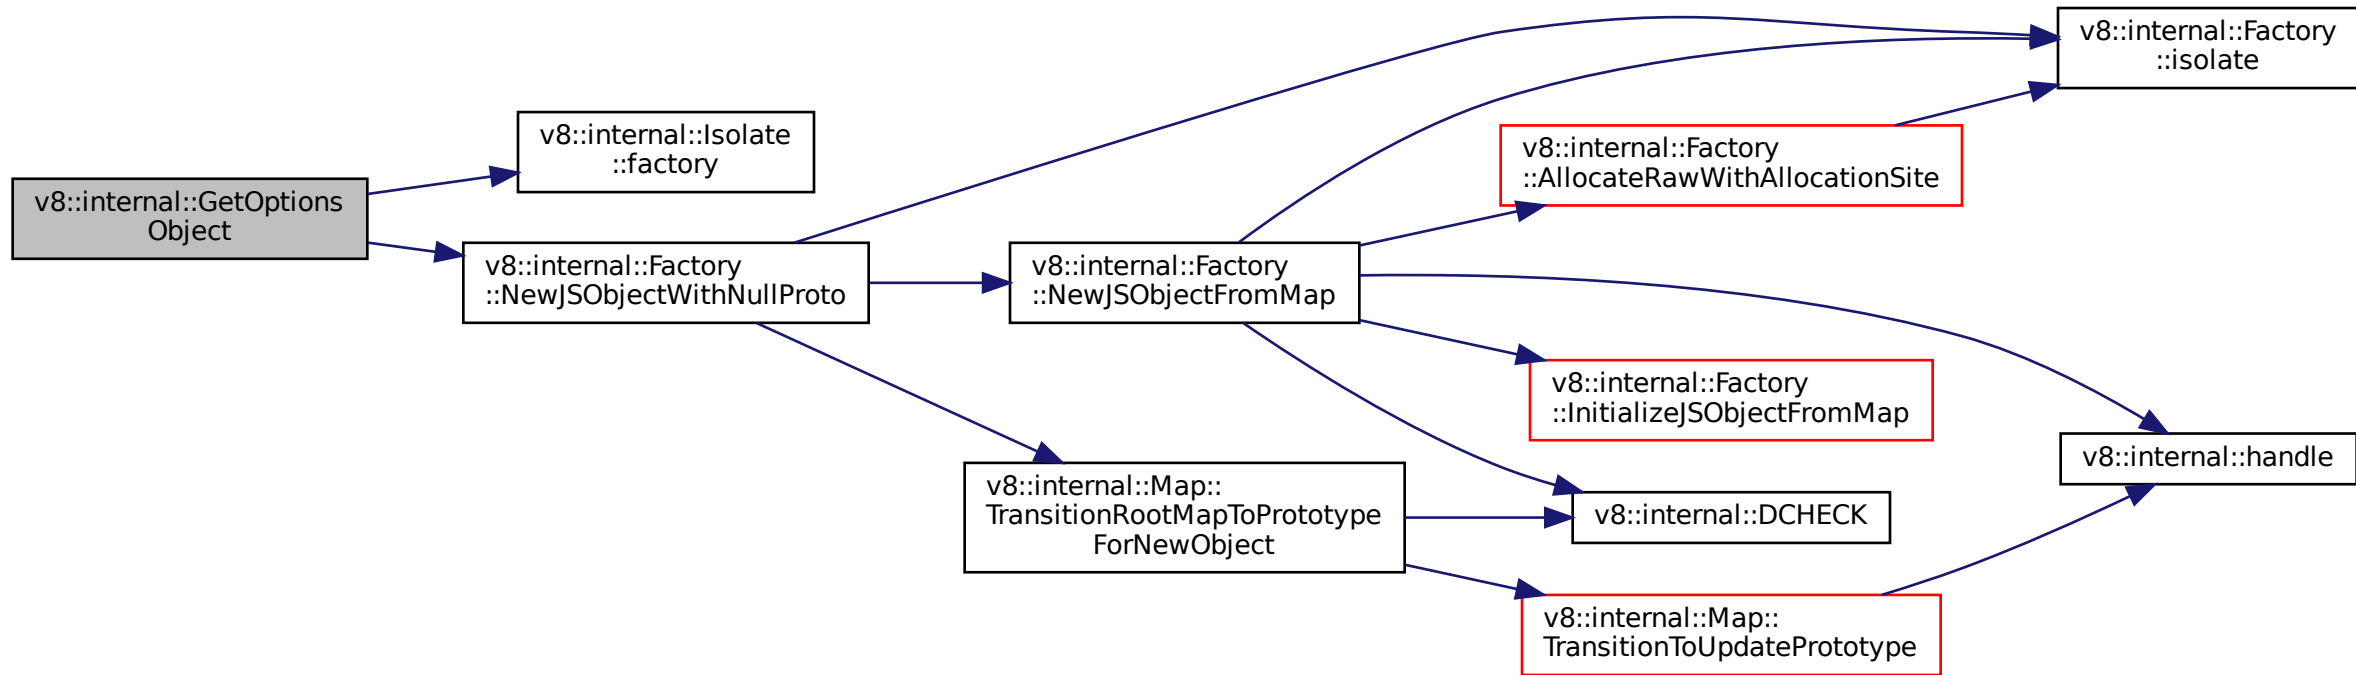 v8::internal::GetOptions
Object
v8::internal::Isolate
::factory
v8::internal::Factory
::NewJSObjectWithNullProto
v8::internal::Factory
::NewJSObjectFromMap
v8::internal::Map::
TransitionRootMapToPrototype
ForNewObject
v8::internal::Factory
::AllocateRawWithAllocationSite
v8::internal::Factory
::InitializeJSObjectFromMap
v8::internal::DCHECK
v8::internal::Map::
TransitionToUpdatePrototype
v8::internal::Factory
::isolate
v8::internal::handle